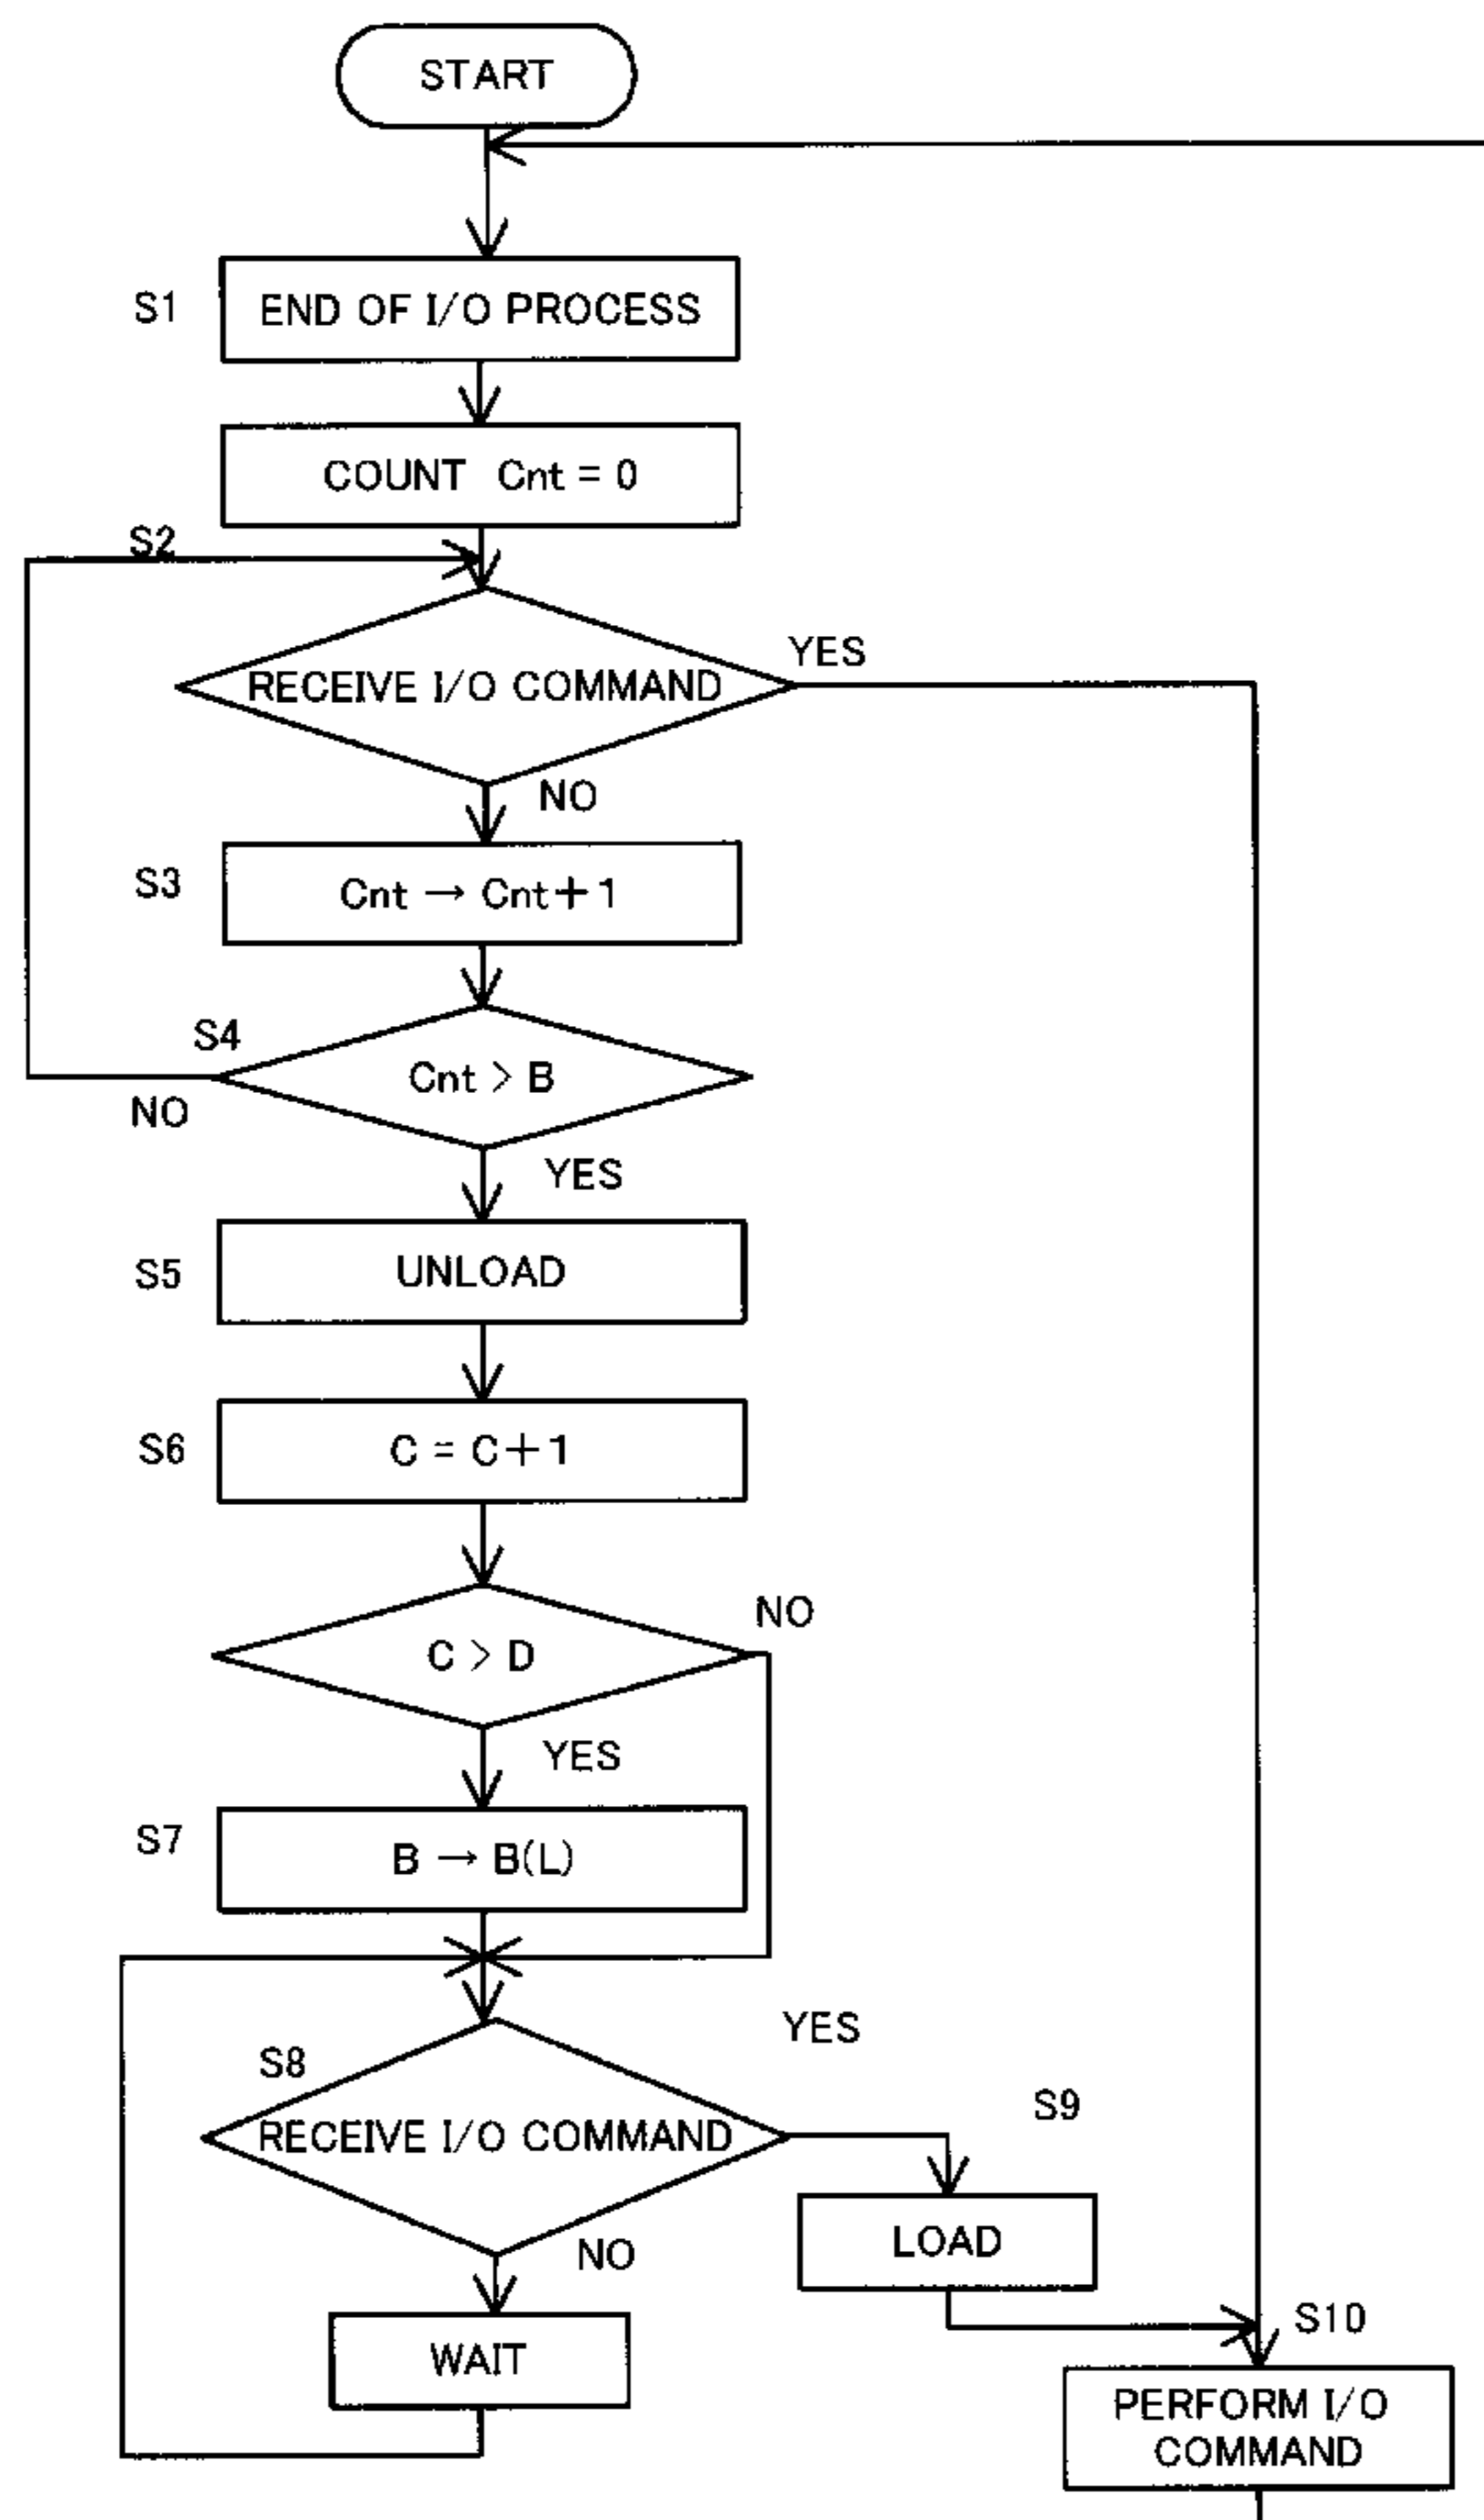 START
S1
END OF I/O PROCESS
COUNT Cnt = 0
S2
RECEIVE I/O COMMAND
YES
NO
S3
Cnt → Cnt+1
S4
Cnt > B
NO
YES
S5
UNLOAD
S6
C = C+1
C > D
NO
YES
S7
B → B(L)
S8
RECEIVE I/O COMMAND
YES
NO
S9
LOAD
WAIT
S10
PERFORM I/O
COMMAND